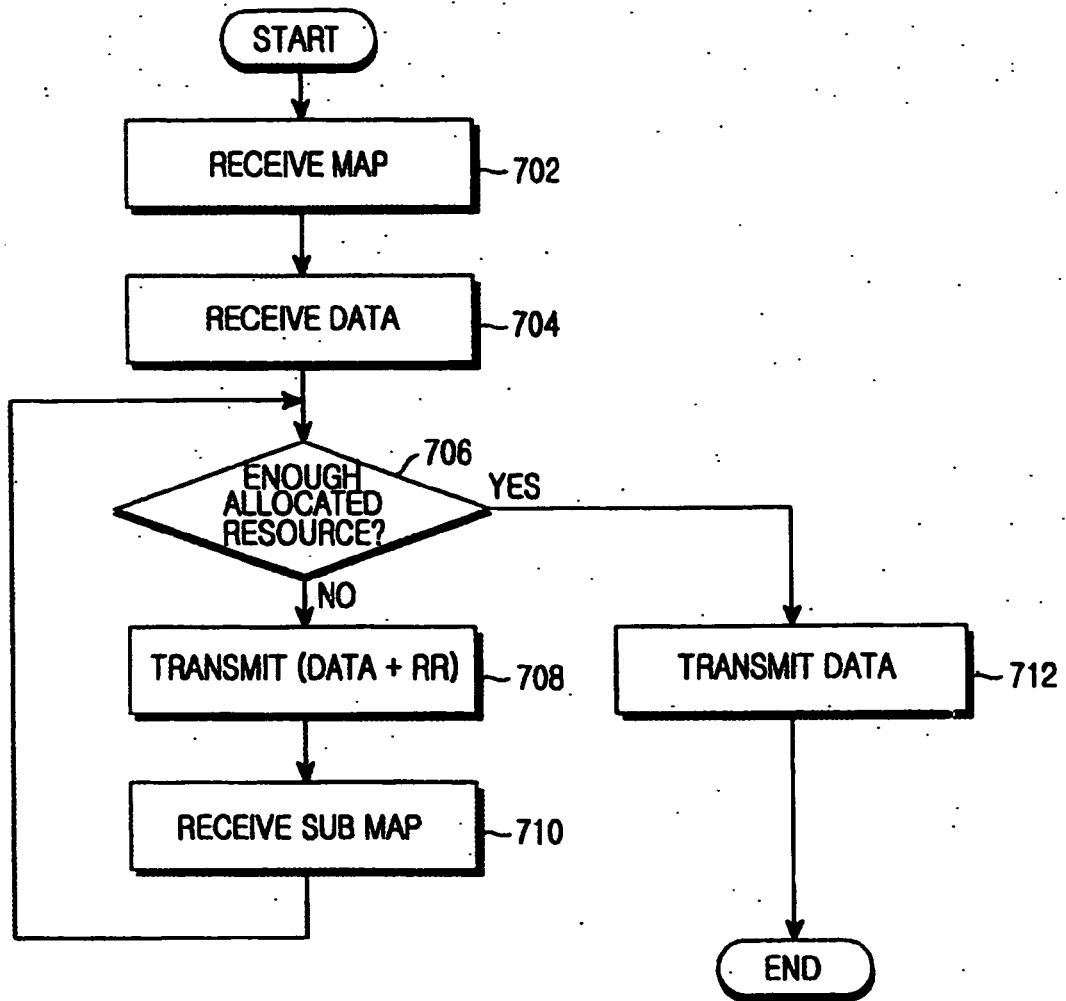 START
RECEIVE MAP
702
RECEIVE DATA
704
706
ENOUGH
ALLOCATED
RESOURCE?
YES
NO
TRANSMIT (DATA + RR)
708
TRANSMIT DATA
712
RECEIVE SUB MAP
710
END